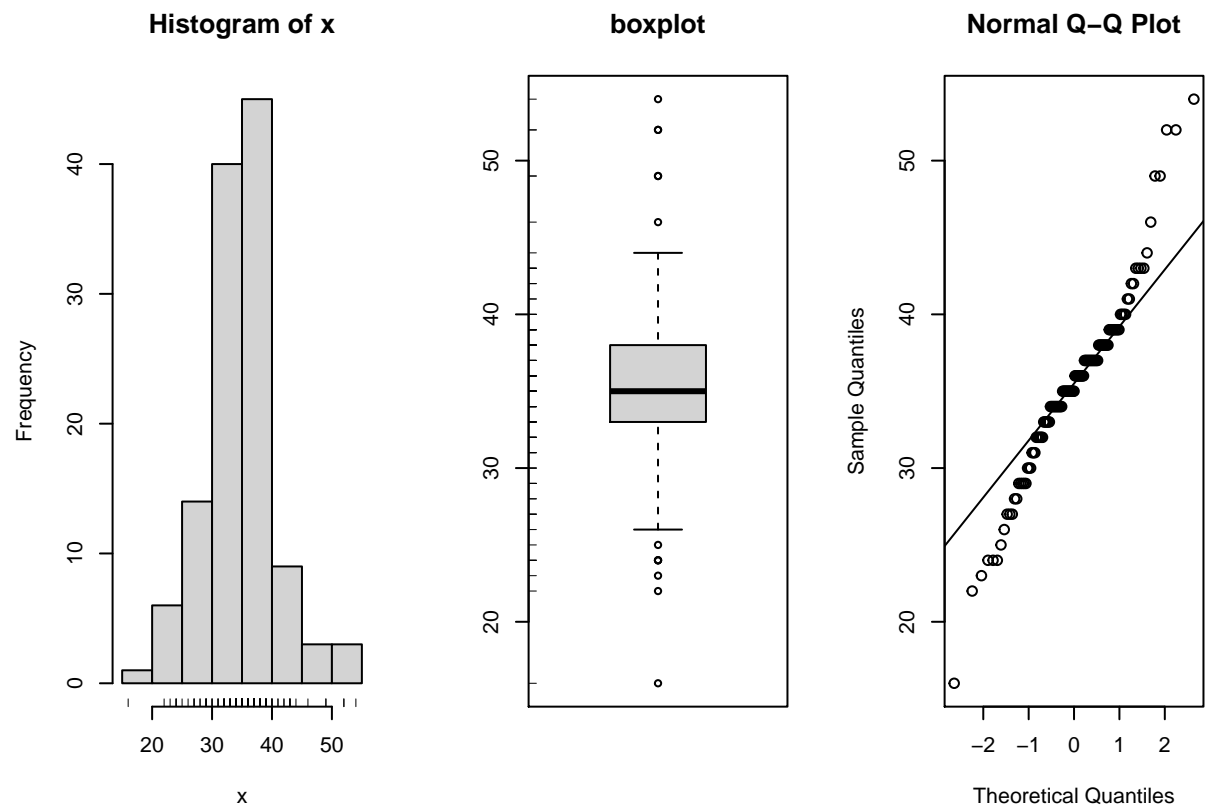 Histogram of x
Frequency
40
30
20
10
0
20 30 40 50
x
boxplot
50
40
30
20
Normal Q−Q Plot
Sample Quantiles
50
40
30
20
−2 −1 0 1 2
Theoretical Quantiles